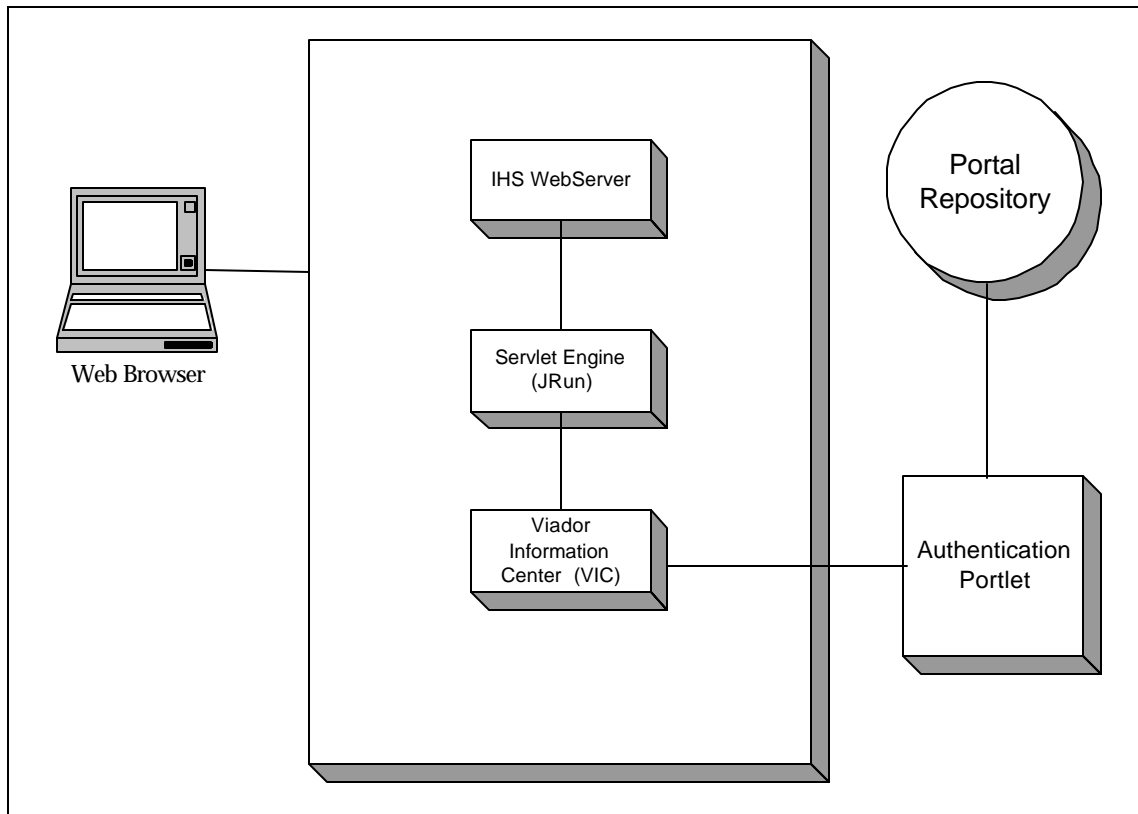 IHS WebServer
Portal
Repository
Web Browser
Servlet Engine
(JRun)
Viador
Information
Center (VIC)
Authentication
Portlet